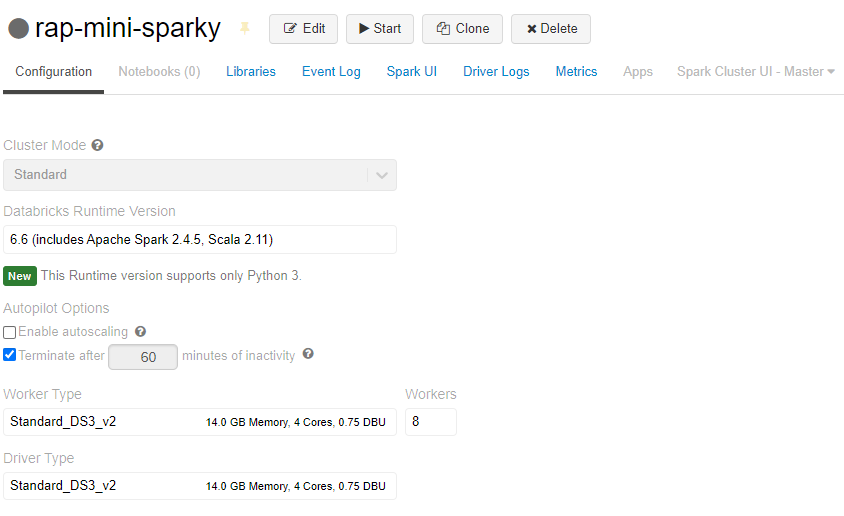 rap-mini-sparky Edit Start Clone Delete
Configuration Notebooks (0) Libraries Event Log Spark UI Driver Logs Metrics Apps Spark Cluster UI - Master
Cluster Mode
Standard
Databricks Runtime Version
6.6 (includes Apache Spark 2.4.5, Scala 2.11)
New This Runtime version supports only Python 3.
Autopilot Options
Enable autoscaling
Terminate after 60 minutes of inactivity
Worker Type Workers
Standard_DS3_v2 14.0 GB Memory, 4 Cores, 0.75 DBU 8
Driver Type
Standard_DS3_v2 14.0 GB Memory, 4 Cores, 0.75 DBU